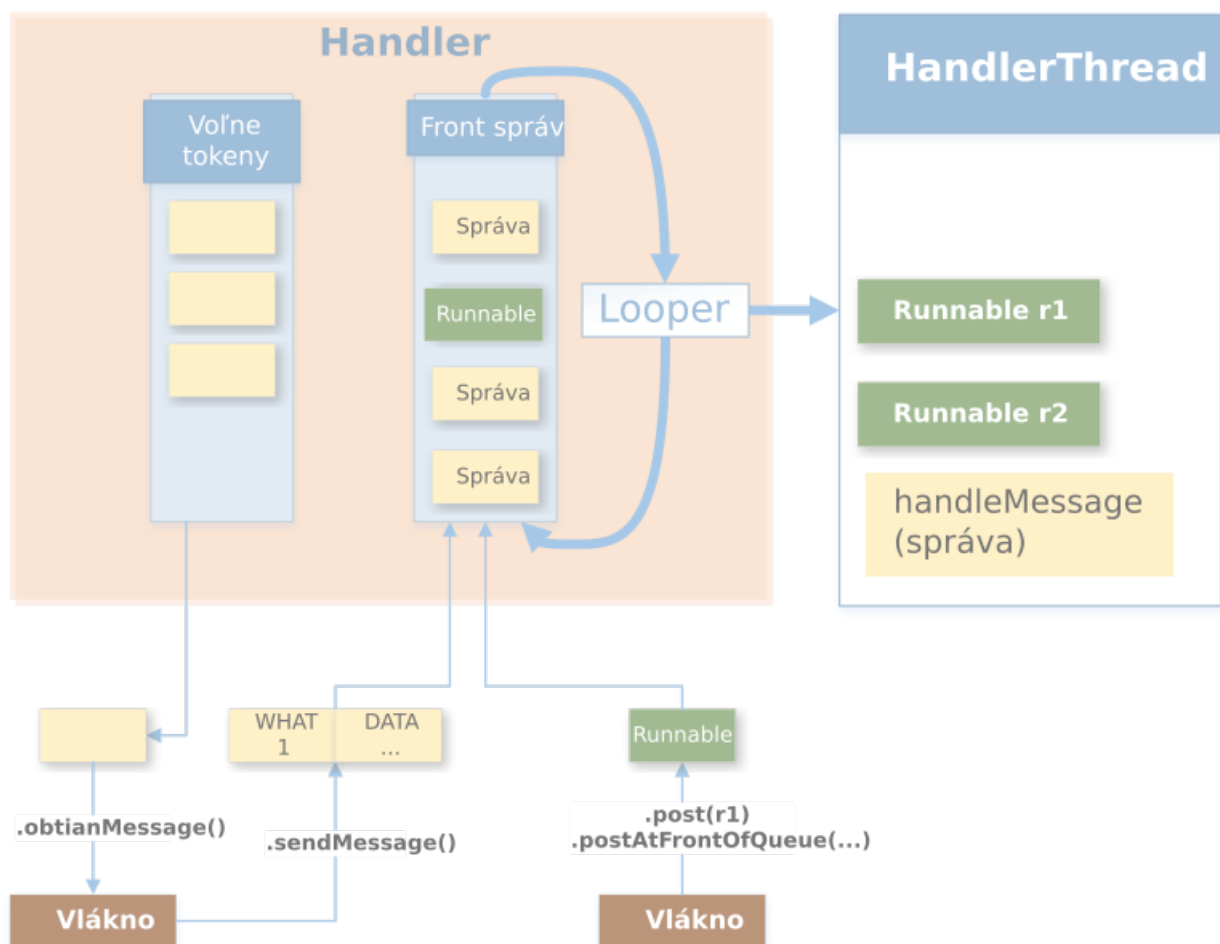 Handler
HandlerThread
Voľne
tokeny
Front správ
Správa
Runnable
Správa
Správa
Looper
Runnable r1
Runnable r2
handleMessage
(správa)
WHAT
1
DATA
...
Runnable
.obtianMessage()
.sendMessage()
.post(r1)
.postAtFrontOfQueue(...)
Vlákno
Vlákno